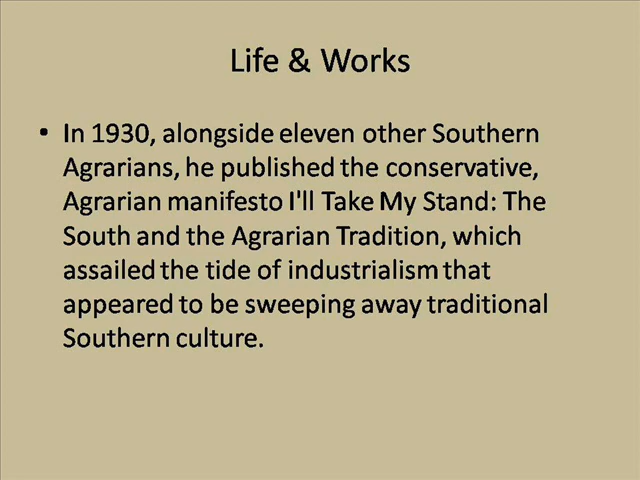 Life & Works
• In 1930, alongside eleven other Southern
Agrarians, he published the conservative,
Agrarian manifesto I'll Take My Stand: The
South and the Agrarian Tradition, which
assailed the tide of industrialism that
appeared to be sweeping away traditional
Southern culture.